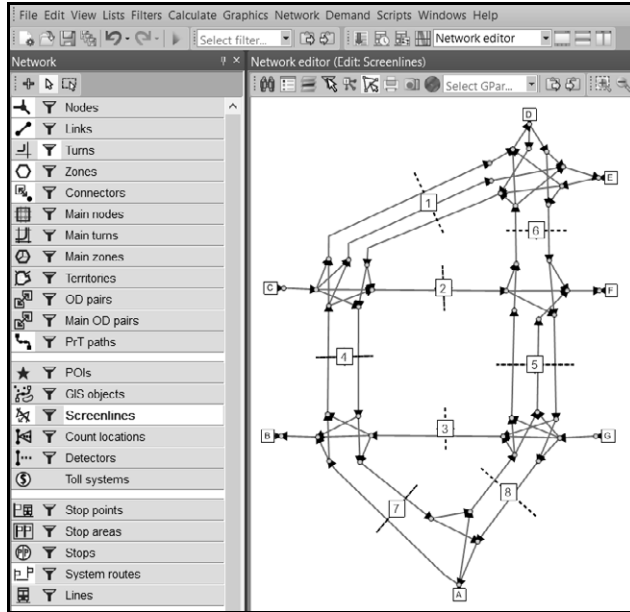 File Edit View Lists Filters Calculate Graphics Network Demand Scripts Windows Help
Select filter... Network editor
Network
Network editor (Edit: Screenlines)
Select GPar...
Nodes
Links
Turns
Zones
Connectors
Main nodes
Main turns
Main zones
Territories
OD pairs
Main OD pairs
PrT paths
POIs
GIS objects
Screenlines
Count locations
Detectors
Toll systems
Stop points
Stop areas
Stops
System routes
Lines
D
E
1
6
C
2
F
4
5
B
3
G
8
7
A